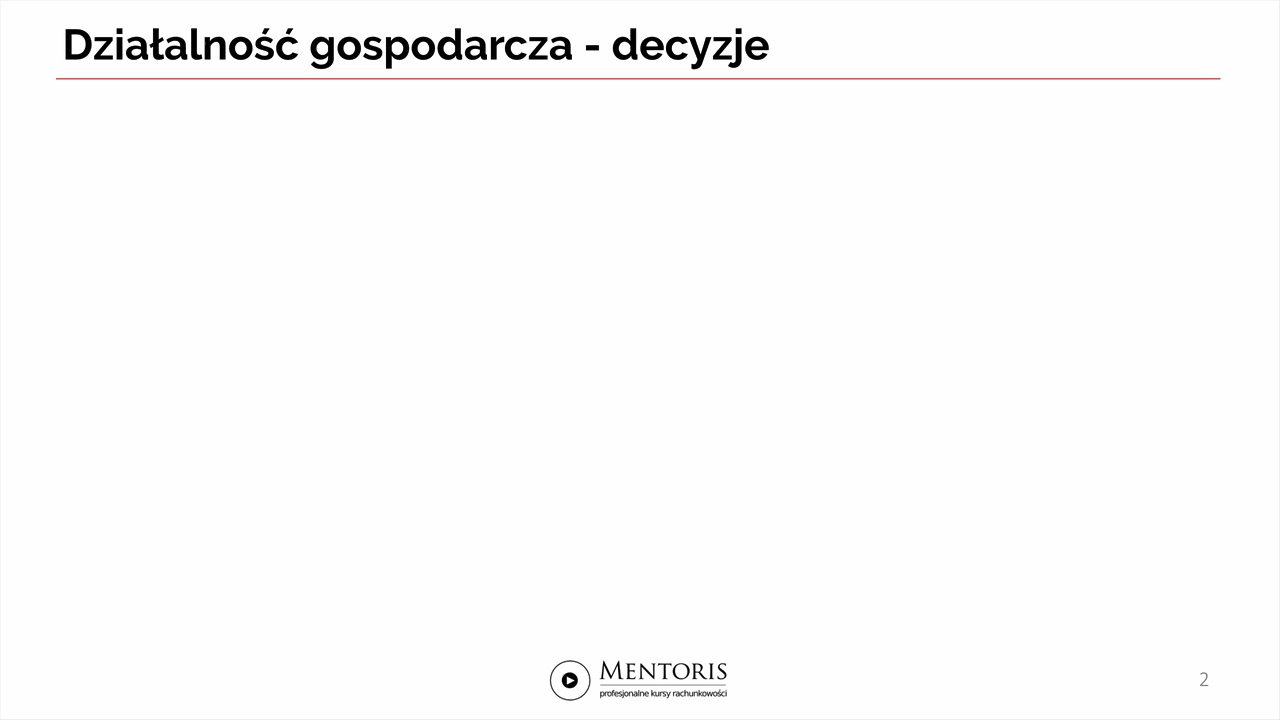 Działalność gospodarcza - decyzje
MENTORIS
profesjonalne kursy rachunkowości
2